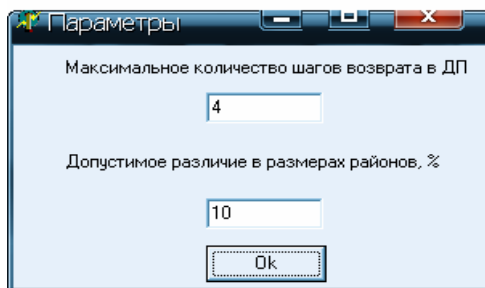 Параметры
Максимальное количество шагов возврата в ДП
4
Допустимое различие в размерах районов, %
10
Ok